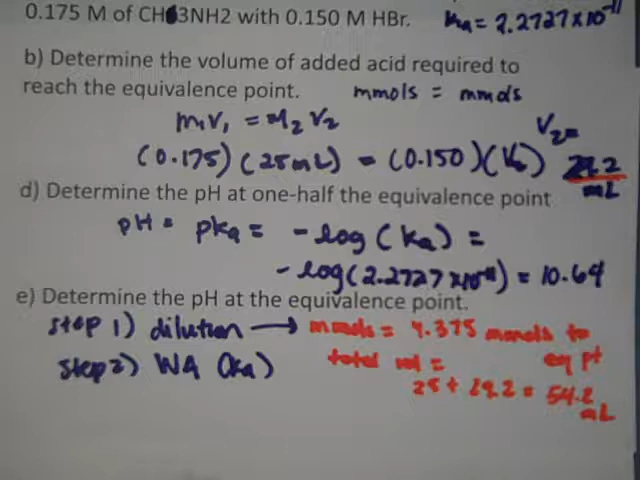 0.175 M of CH3NH2 with 0.150 M HBr. Ka = 2.2727x10^-11
b) Determine the volume of added acid required to
reach the equivalence point. mmols = mmols
M1V1 = M2V2
V2=
(0.175)(25mL) = (0.150)(V2) 29.2
mL
d) Determine the pH at one-half the equivalence point
pH = pKa = -log(Ka) =
-log(2.2727x10^-11) = 10.64
e) Determine the pH at the equivalence point.
step 1) dilution → mmols = 4.375 mmols to
step 2) WA (Ka) total vol = eq pt
25 + 29.2 = 54.2
mL